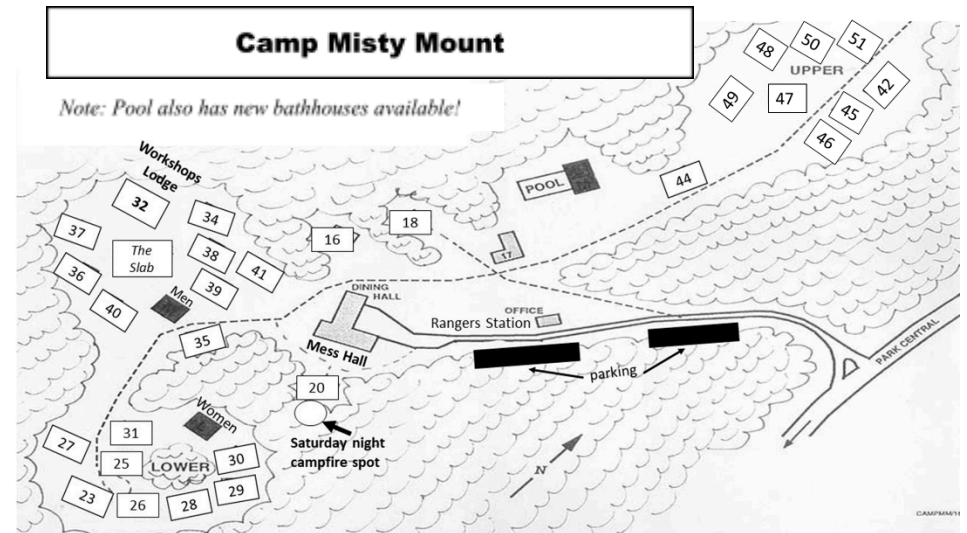 Camp Misty Mount
Note: Pool also has new bathhouses available!
48
50
51
UPPER
49
47
42
45
46
44
POOL
Workshops
Lodge
32
34
37
The
Slab
38
41
36
39
40
Men
35
16
18
17
DINING
HALL
Mess Hall
OFFICE
Rangers Station
parking
PARK CENTRAL
20
Saturday night
campfire spot
Women
L
31
27
25
LOWER
30
23
26
28
29
N